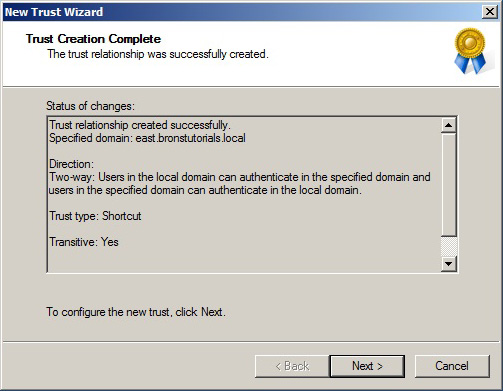 New Trust Wizard
Trust Creation Complete
The trust relationship was successfully created.
Status of changes:
Trust relationship created successfully.
Specified domain: east.bronstutorials.local
Direction:
Two-way: Users in the local domain can authenticate in the specified domain and
users in the specified domain can authenticate in the local domain.
Trust type: Shortcut
Transitive: Yes
To configure the new trust, click Next.
< Back
Next >
Cancel